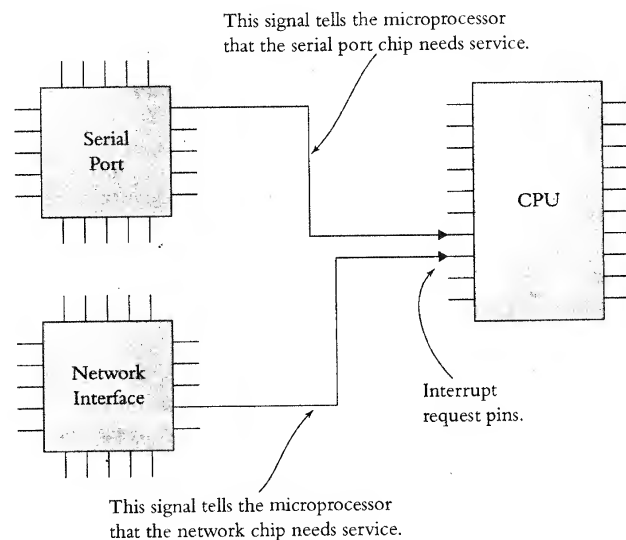 This signal tells the microprocessor
that the serial port chip needs service.
Serial
Port
CPU
Network
Interface
Interrupt
request pins.
This signal tells the microprocessor
that the network chip needs service.